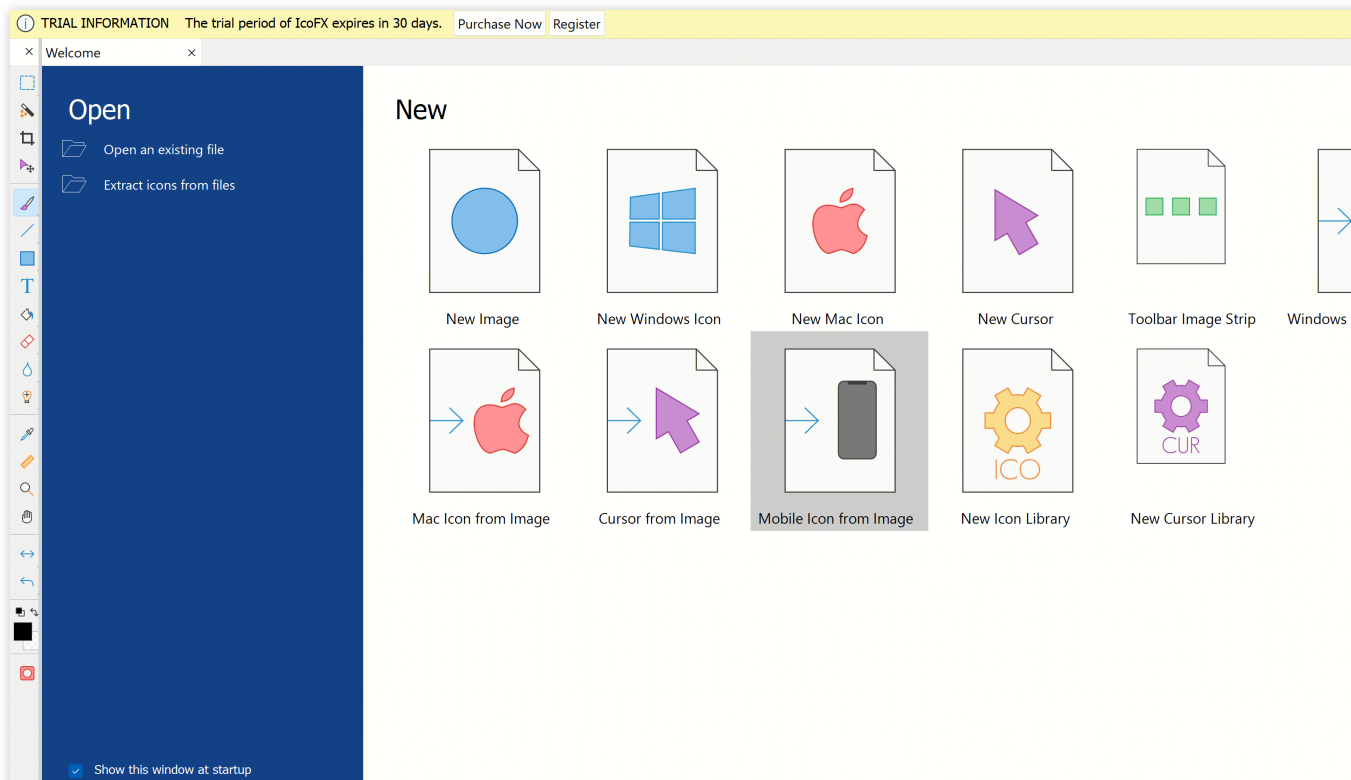 TRIAL INFORMATION The trial period of IcoFX expires in 30 days. Purchase Now Register
Welcome
Open
Open an existing file
Extract icons from files
New
New Image
New Windows Icon
New Mac Icon
New Cursor
Toolbar Image Strip
Windows
Mac Icon from Image
Cursor from Image
Mobile Icon from Image
ICO
New Icon Library
CUR
New Cursor Library
T
Show this window at startup